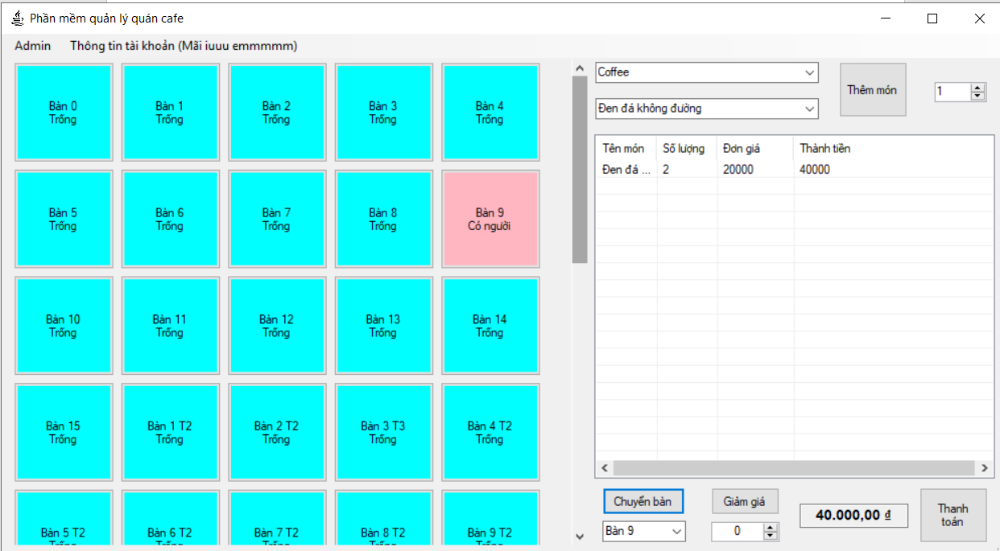 Phần mềm quản lý quán cafe
Admin Thông tin tài khoản (Mãi iuuu emmmmm)
Bàn 0
Trống
Bàn 1
Trống
Bàn 2
Trống
Bàn 3
Trống
Bàn 4
Trống
Bàn 5
Trống
Bàn 6
Trống
Bàn 7
Trống
Bàn 8
Trống
Bàn 9
Có người
Bàn 10
Trống
Bàn 11
Trống
Bàn 12
Trống
Bàn 13
Trống
Bàn 14
Trống
Bàn 15
Trống
Bàn 1 T2
Trống
Bàn 2 T2
Trống
Bàn 3 T3
Trống
Bàn 4 T2
Trống
Bàn 5 T2
Bàn 6 T2
Bàn 7 T2
Bàn 8 T2
Bàn 9 T2
Coffee
Đen đá không đường
Thêm món
1
Tên món Số lượng Đơn giá Thành tiền
Đen đá ... 2 20000 40000
Chuyển bàn
Bàn 9
Giảm giá
0
40.000,00 ₫
Thanh
toán